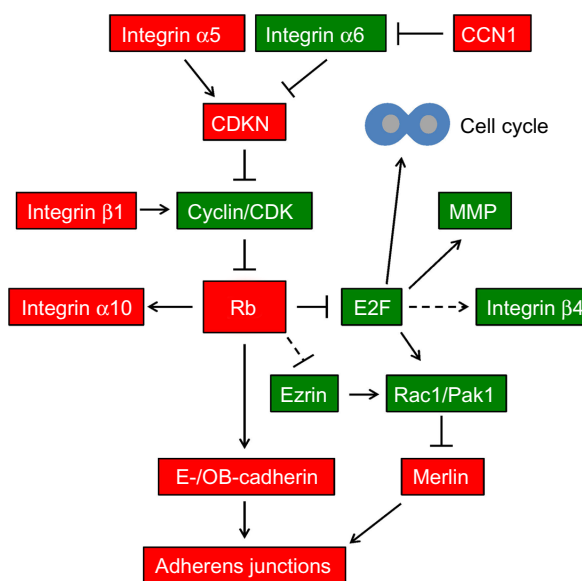 Integrin α5
Integrin α6
CCN1
CDKN
Cell cycle
Integrin β1
Cyclin/CDK
MMP
Integrin α10
Rb
E2F
Integrin β4
Ezrin
Rac1/Pak1
E-/OB-cadherin
Merlin
Adherens junctions